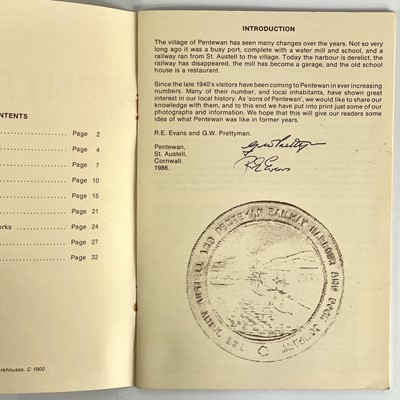 ONTENTS
Page 2
Page 4
Page 7
Page 10
Page 15
Page 21
orks Page 24
Page 27
Page 32
rehouses. C 1900.
INTRODUCTION
The village of Pentewan has seen many changes over the years. Not so very
long ago it was a busy port, complete with a water mill and school, and a
railway ran from St. Austell to the village. Today the harbour is derelict, the
railway has disappeared, the mill has become a garage, and the old school
house is a restaurant.
Since the late 1940's visitors have been coming to Pentewan in ever increasing
numbers. Many of their number, and local inhabitants, have shown great
interest in our local history. As 'sons of Pentewan', we would like to share our
knowledge with them, and to this end we have put into print just some of our
photographs and information. We hope that this will give our readers some
idea of what Pentewan was like in former years.
R.E. Evans and G.W. Prettyman.
Pentewan,
St. Austell,
Cornwall.
1986.
G.W. Prettyman
R E Evans
PENTEWAN RAILWAY HARBOUR AND